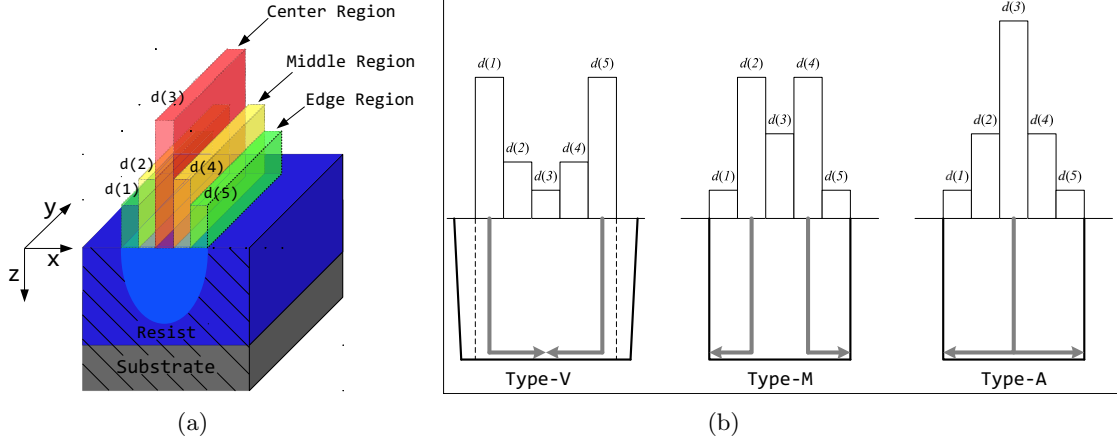 Center Region
Middle Region
Edge Region
d(3)
d(2)
d(4)
d(1)
d(5)
y
x
z
Resist
Substrate
(a)
d(1)
d(5)
d(2)
d(4)
d(3)
Type-V
d(2)
d(4)
d(3)
d(1)
d(5)
Type-M
d(3)
d(2)
d(4)
d(1)
d(5)
Type-A
(b)